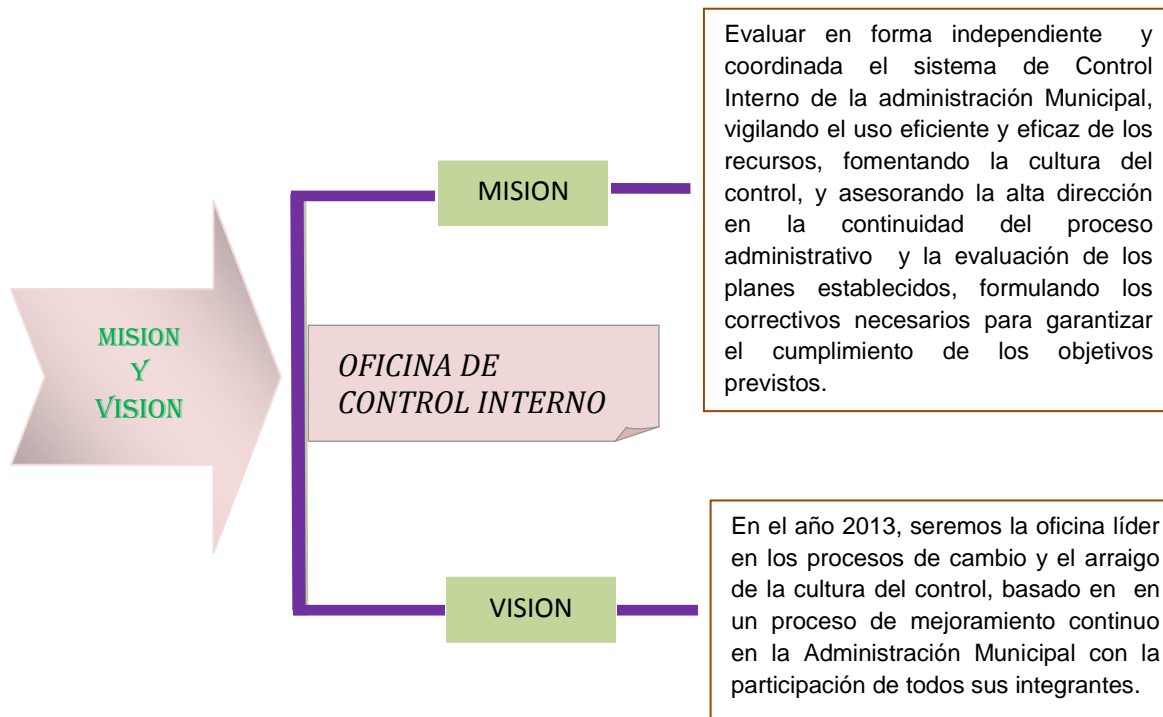 MISION
Y
VISION
MISION
Evaluar en forma independiente y
coordinada el sistema de Control
Interno de la administración Municipal,
vigilando el uso eficiente y eficaz de los
recursos, fomentando la cultura del
control, y asesorando la alta dirección
en la continuidad del proceso
administrativo y la evaluación de los
planes establecidos, formulando los
correctivos necesarios para garantizar
el cumplimiento de los objetivos
previstos.
OFICINA DE
CONTROL INTERNO
VISION
En el año 2013, seremos la oficina líder
en los procesos de cambio y el arraigo
de la cultura del control, basado en en
un proceso de mejoramiento continuo
en la Administración Municipal con la
participación de todos sus integrantes.